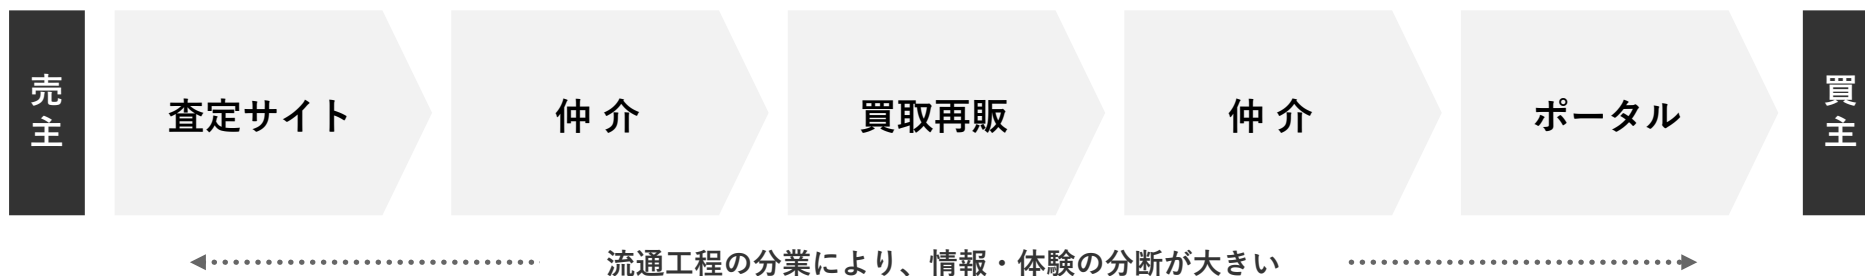 売主
査定サイト
仲 介
買取再販
仲 介
ポータル
買主
流通工程の分業により、情報・体験の分断が大きい